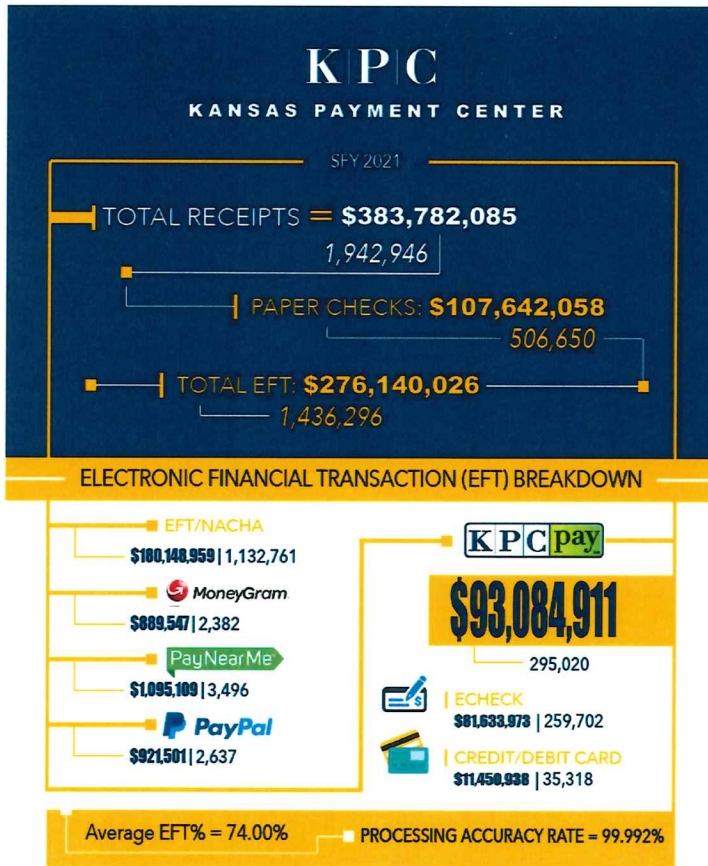 K|P|C
KANSAS PAYMENT CENTER
SFY 2021
TOTAL RECEIPTS = $383,782,085
1,942,946
PAPER CHECKS: $107,642,058
506,650
TOTAL EFT: $276,140,026
1,436,296
ELECTRONIC FINANCIAL TRANSACTION (EFT) BREAKDOWN
EFT/NACHA
$180,148,959 | 1,132,761
MoneyGram
$889,547 | 2,382
PayNearMe
$1,095,109 | 3,496
PayPal
$921,501 | 2,637
KPC pay
$93,084,911
295,020
| ECHECK
$81,633,973 | 259,702
| CREDIT/DEBIT CARD
$11,450,938 | 35,318
Average EFT% = 74.00%
PROCESSING ACCURACY RATE = 99.992%